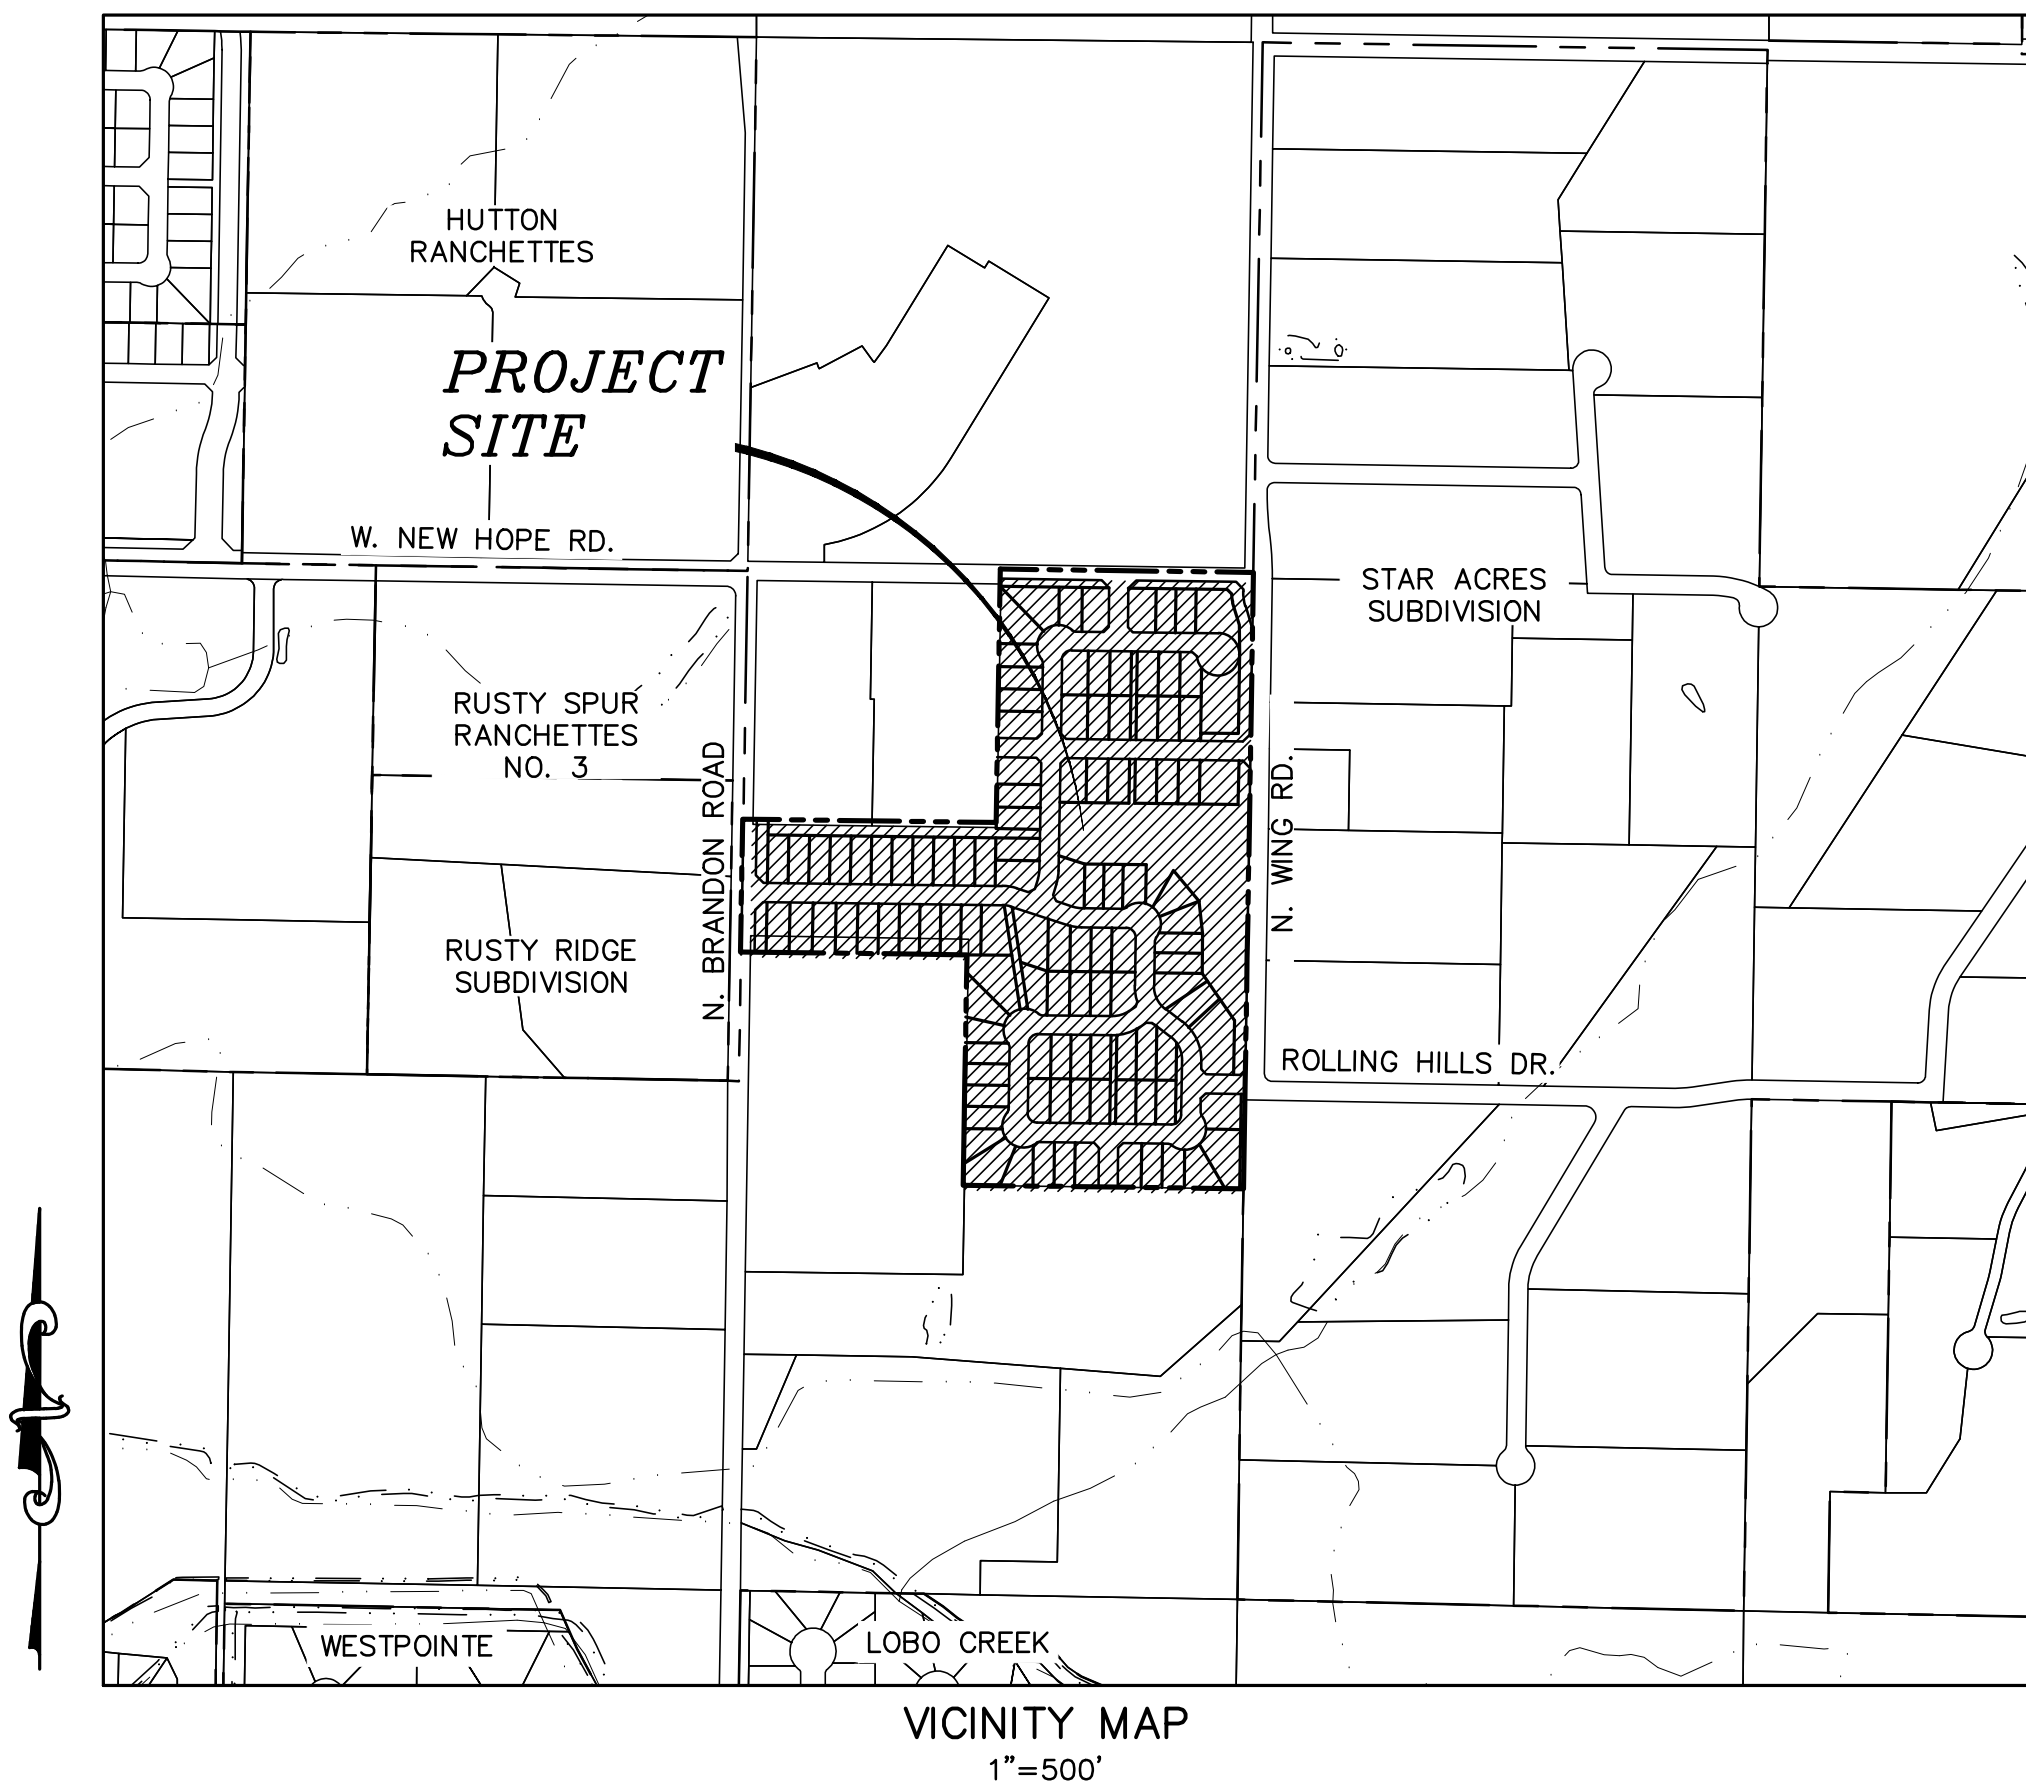 HUTTON
RANCHETTES
PROJECT
SITE
W. NEW HOPE RD.
STAR ACRES
SUBDIVISION
RUSTY SPUR
RANCHETTES
NO. 3
N. BRANDON ROAD
N. WING RD.
RUSTY RIDGE
SUBDIVISION
ROLLING HILLS DR.
WESTPOINTE
LOBO CREEK
VICINITY MAP
1"=500'